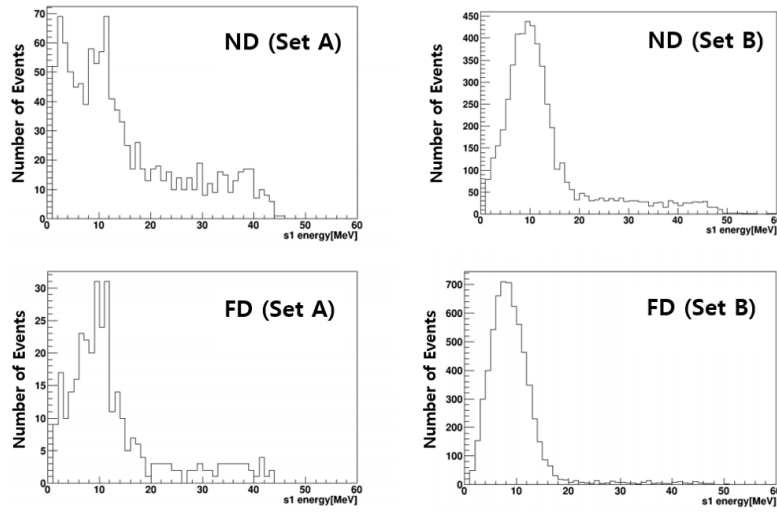 ND (Set A)
Number of Events
70
60
50
40
30
20
10
0
0 10 20 30 40 50 60
s1 energy[MeV]
ND (Set B)
Number of Events
450
400
350
300
250
200
150
100
50
0
0 10 20 30 40 50 60
s1 energy[MeV]
FD (Set A)
Number of Events
30
25
20
15
10
5
0
0 10 20 30 40 50 60
s1 energy[MeV]
FD (Set B)
Number of Events
700
600
500
400
300
200
100
0
0 10 20 30 40 50 60
s1 energy[MeV]